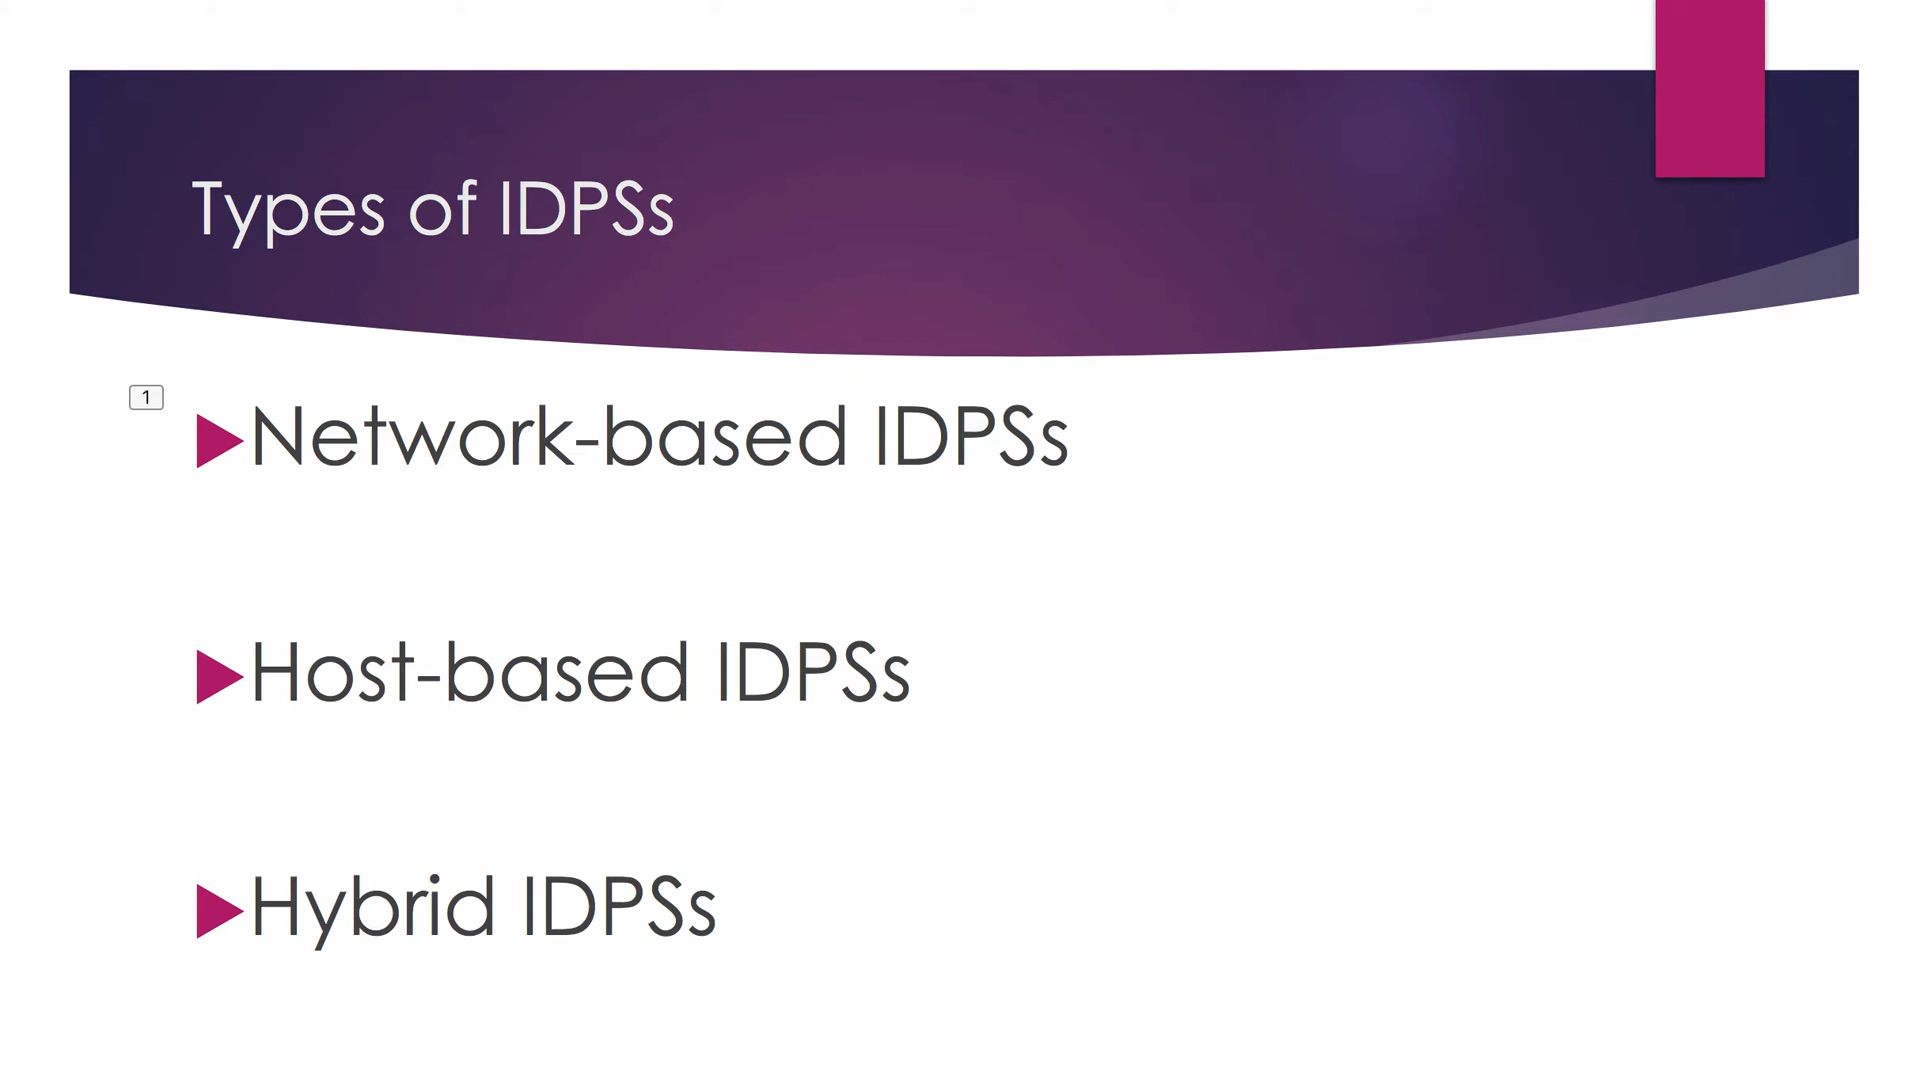 Types of IDPSs
1
Network-based IDPSs
Host-based IDPSs
Hybrid IDPSs